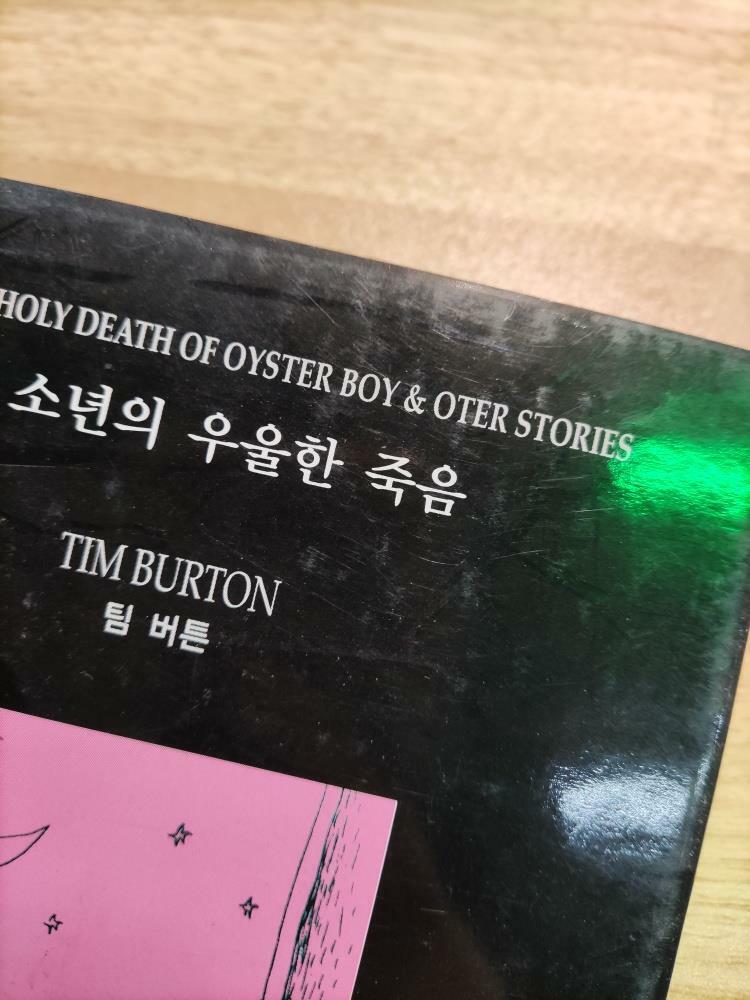 HOLY DEATH OF OYSTER BOY & OTER STORIES
소년의 우울한 죽음
TIM BURTON
팀 버튼